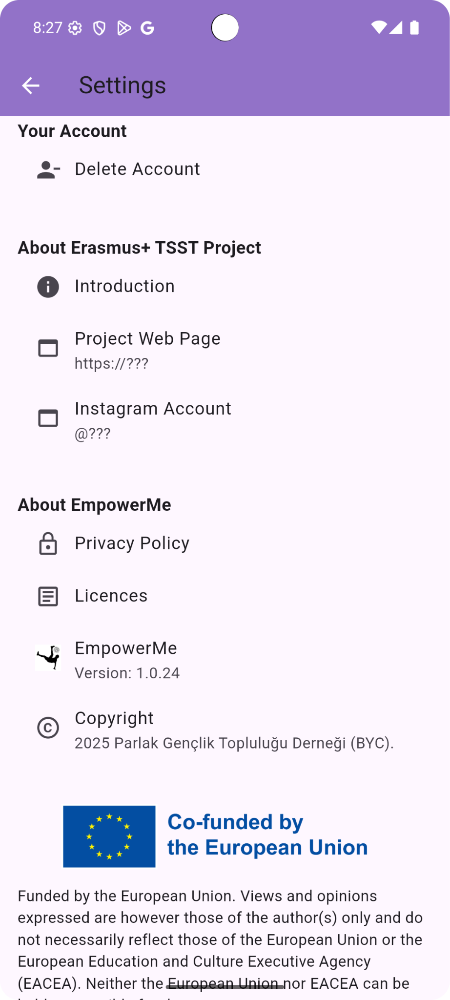 8:27
Settings
Your Account
Delete Account
About Erasmus+ TSST Project
Introduction
Project Web Page
https://???
Instagram Account
@???
About EmpowerMe
Privacy Policy
Licences
EmpowerMe
Version: 1.0.24
Copyright
2025 Parlak Gençlik Topluluğu Derneği (BYC).
Co-funded by
the European Union
Funded by the European Union. Views and opinions
expressed are however those of the author(s) only and do
not necessarily reflect those of the European Union or the
European Education and Culture Executive Agency
(EACEA). Neither the European Union nor EACEA can be